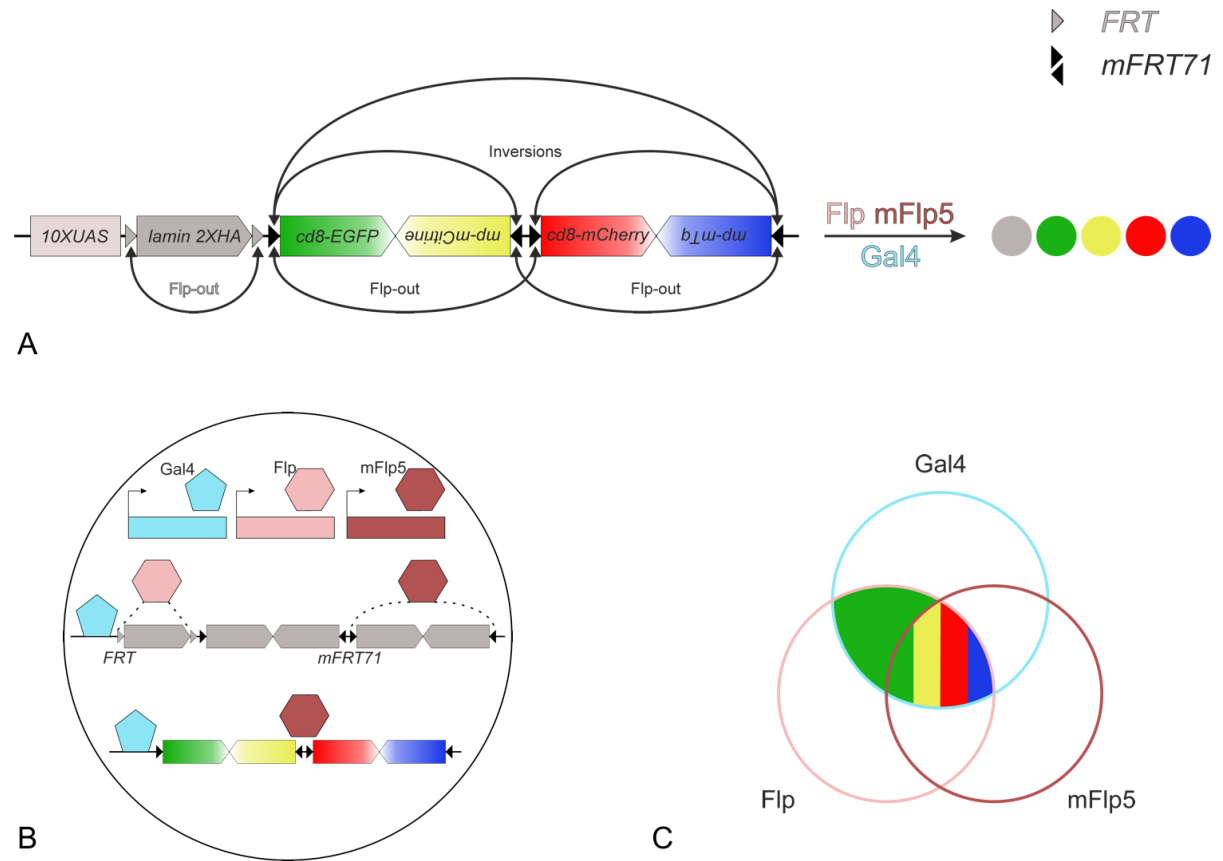 FRT
mFRT71
Inversions
10XUAS
lamin 2XHA
cd8-EGFP
mp-mCitrine
cd8-mCherry
mp-mTq
Flp mFlp5
Gal4
Flp-out
Flp-out
Flp-out
A
Gal4
Flp
mFlp5
FRT
mFRT71
B
Gal4
Flp
mFlp5
C